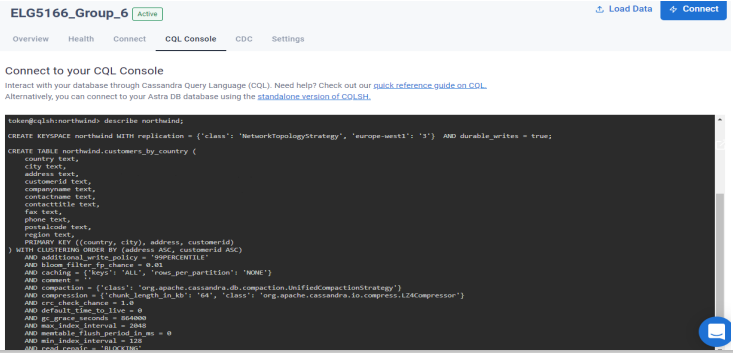 ELG5166_Group_6 Active Load Data Connect
Overview Health Connect CQL Console CDC Settings
Connect to your CQL Console
Interact with your database through Cassandra Query Language (CQL). Need help? Check out our quick reference guide on CQL.
Alternatively, you can connect to your Astra DB database using the standalone version of CQLSH.
token@cqlsh:northwind> describe northwind;
CREATE KEYSPACE northwind WITH replication = {'class': 'NetworkTopologyStrategy', 'europe-west1': '3'} AND durable_writes = true;
CREATE TABLE northwind.customers_by_country (
country text,
city text,
address text,
customerid text,
companyname text,
contactname text,
contacttitle text,
fax text,
phone text,
postalcode text,
region text,
PRIMARY KEY ((country, city), address, customerid)
) WITH CLUSTERING ORDER BY (address ASC, customerid ASC)
AND additional_write_policy = '99PERCENTILE'
AND bloom_filter_fp_chance = 0.01
AND caching = {'keys': 'ALL', 'rows_per_partition': 'NONE'}
AND comment = ''
AND compaction = {'class': 'org.apache.cassandra.db.compaction.UnifiedCompactionStrategy'}
AND compression = {'chunk_length_in_kb': '64', 'class': 'org.apache.cassandra.io.compress.LZ4Compressor'}
AND crc_check_chance = 1.0
AND default_time_to_live = 0
AND gc_grace_seconds = 864000
AND max_index_interval = 2048
AND memtable_flush_period_in_ms = 0
AND min_index_interval = 128
AND read_repair = 'BLOCKING'